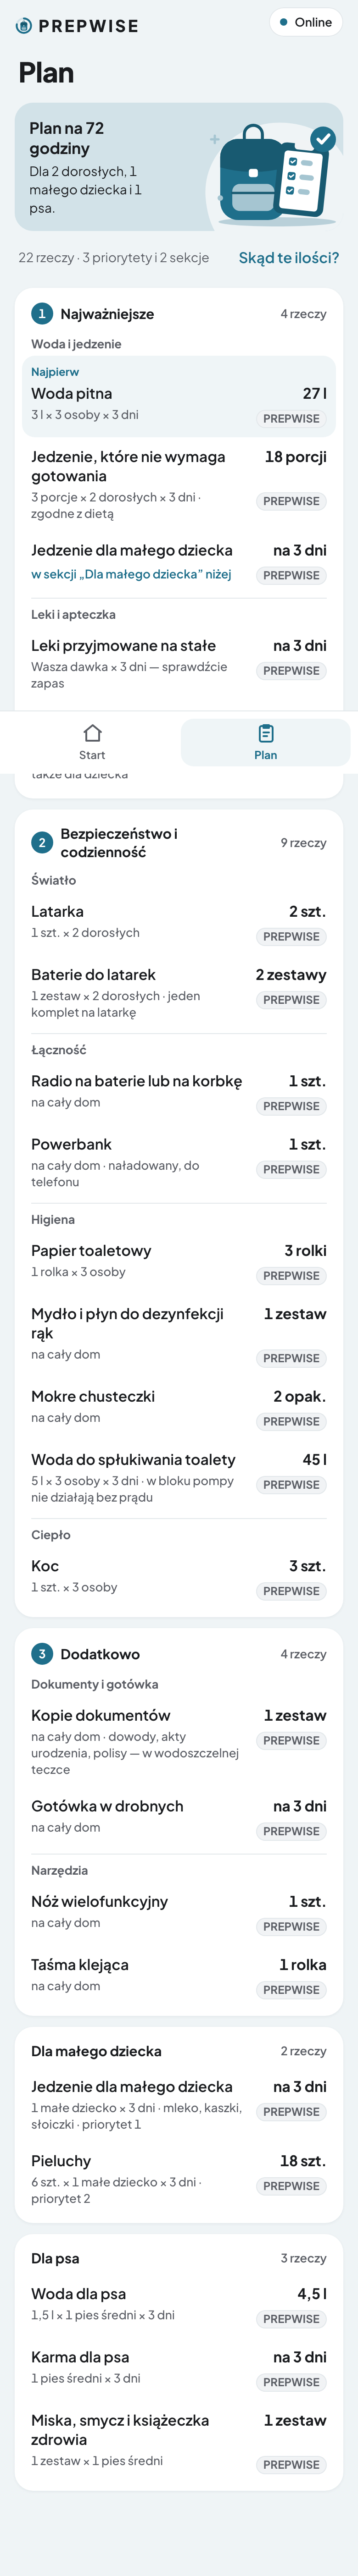 PREPWISE
Online
Plan
Plan na 72
godziny
Dla 2 dorosłych, 1
małego dziecka i 1
psa.
22 rzeczy · 3 priorytety i 2 sekcje
Skąd te ilości?
1 Najważniejsze
4 rzeczy
Woda i jedzenie
Najpierw
Woda pitna
27 l
3 l × 3 osoby × 3 dni
PREPWISE
Jedzenie, które nie wymaga
gotowania
18 porcji
3 porcje × 2 dorosłych × 3 dni ·
zgodne z dietą
PREPWISE
Jedzenie dla małego dziecka
na 3 dni
w sekcji „Dla małego dziecka” niżej
PREPWISE
Leki i apteczka
Leki przyjmowane na stałe
na 3 dni
Wasza dawka × 3 dni — sprawdźcie
zapas
PREPWISE
Start
Plan
także dla dziecka
2 Bezpieczeństwo i
codzienność
9 rzeczy
Światło
Latarka
2 szt.
1 szt. × 2 dorosłych
PREPWISE
Baterie do latarek
2 zestawy
1 zestaw × 2 dorosłych · jeden
komplet na latarkę
PREPWISE
Łączność
Radio na baterie lub na korbkę
1 szt.
na cały dom
PREPWISE
Powerbank
1 szt.
na cały dom · naładowany, do
telefonu
PREPWISE
Higiena
Papier toaletowy
3 rolki
1 rolka × 3 osoby
PREPWISE
Mydło i płyn do dezynfekcji
rąk
1 zestaw
na cały dom
PREPWISE
Mokre chusteczki
2 opak.
na cały dom
PREPWISE
Woda do spłukiwania toalety
45 l
5 l × 3 osoby × 3 dni · w bloku pompy
nie działają bez prądu
PREPWISE
Ciepło
Koc
3 szt.
1 szt. × 3 osoby
PREPWISE
3 Dodatkowo
4 rzeczy
Dokumenty i gotówka
Kopie dokumentów
1 zestaw
na cały dom · dowody, akty
urodzenia, polisy — w wodoszczelnej
teczce
PREPWISE
Gotówka w drobnych
na 3 dni
na cały dom
PREPWISE
Narzędzia
Nóż wielofunkcyjny
1 szt.
na cały dom
PREPWISE
Taśma klejąca
1 rolka
na cały dom
PREPWISE
Dla małego dziecka
2 rzeczy
Jedzenie dla małego dziecka
na 3 dni
1 małe dziecko × 3 dni · mleko, kaszki,
słoiczki · priorytet 1
PREPWISE
Pieluchy
18 szt.
6 szt. × 1 małe dziecko × 3 dni ·
priorytet 2
PREPWISE
Dla psa
3 rzeczy
Woda dla psa
4,5 l
1,5 l × 1 pies średni × 3 dni
PREPWISE
Karma dla psa
na 3 dni
1 pies średni × 3 dni
PREPWISE
Miska, smycz i książeczka
zdrowia
1 zestaw
1 zestaw × 1 pies średni
PREPWISE